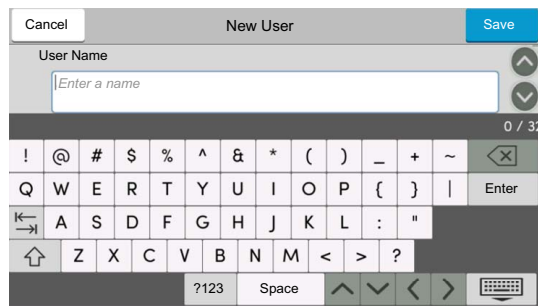 Cancel New User Save
User Name
Enter a name
0 / 32
! @ # $ % ^ & * ( ) _ + ~
Q W E R T Y U I O P { } | Enter
A S D F G H J K L : "
Z X C V B N M < > ?
?123 Space